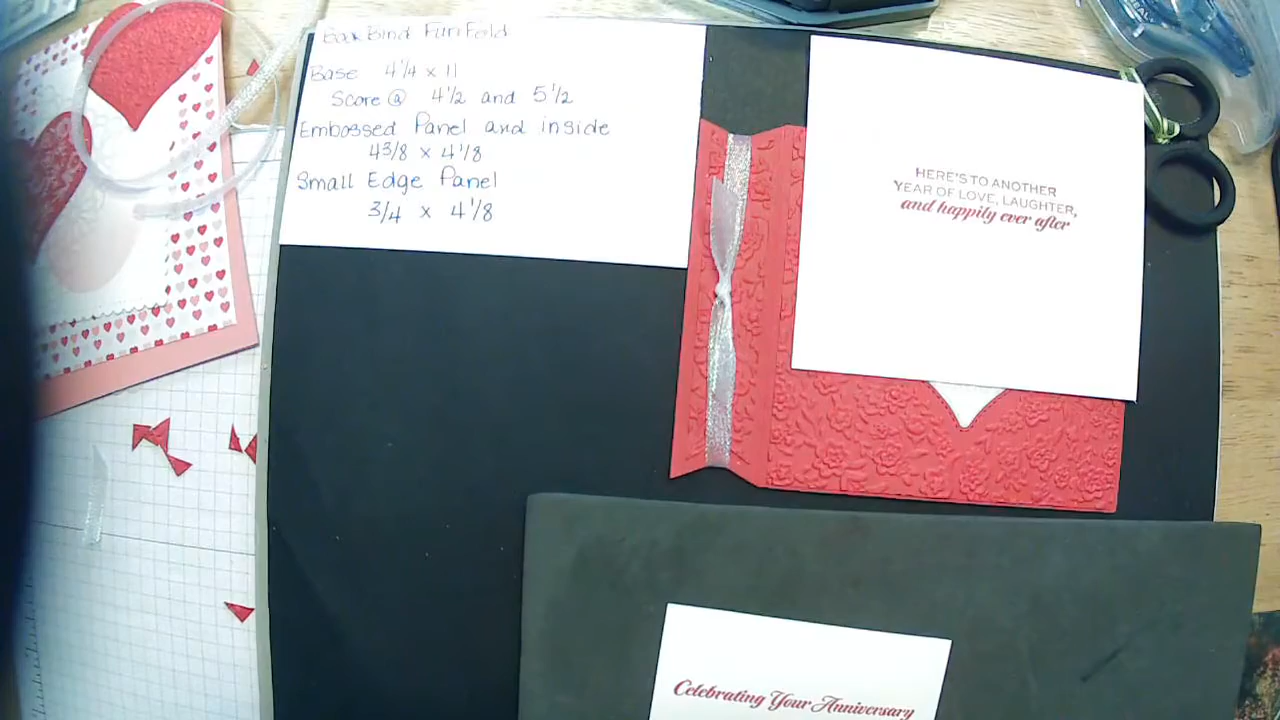 Book Bind Fun Fold
Base 4 1/4 x 11
Score @ 4 1/2 and 5 1/2
Embossed Panel and inside
4 3/8 x 4 1/8
Small Edge Panel
3/4 x 4 1/8
HERE'S TO ANOTHER
YEAR OF LOVE, LAUGHTER,
and happily ever after
Celebrating Your Anniversary